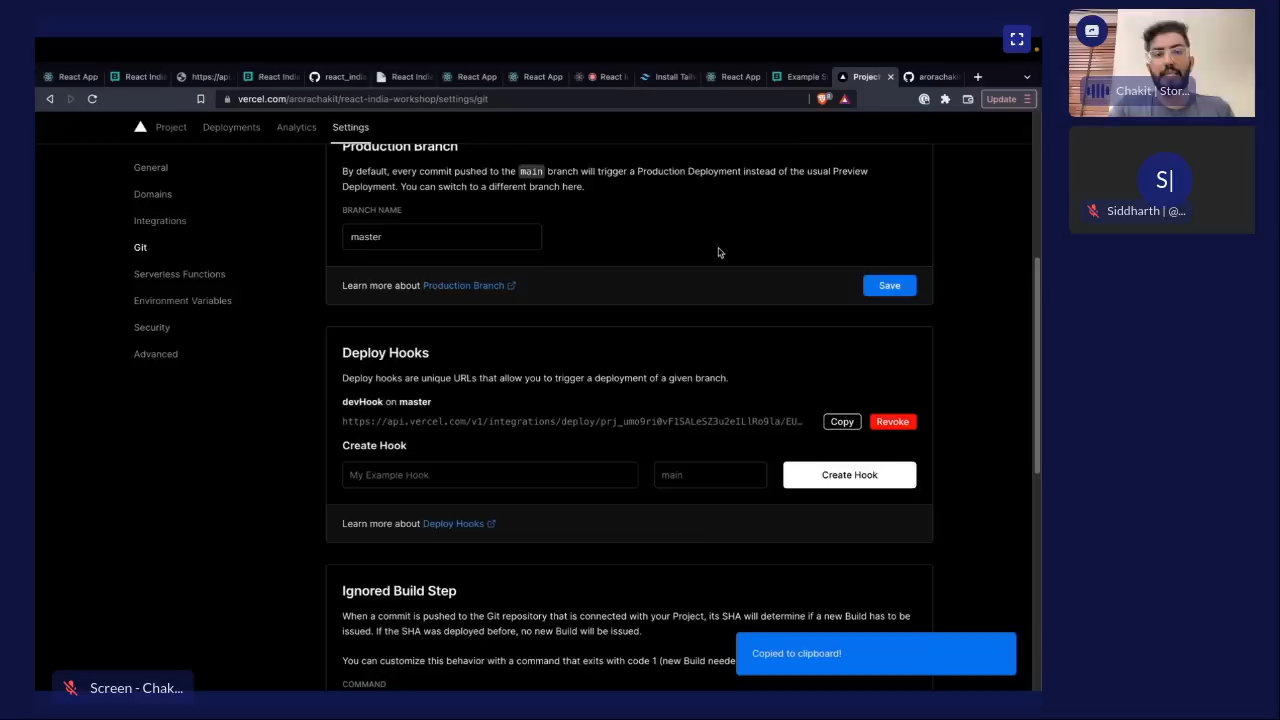 React App
React Indi
https://api.
React Indi
react_indi
React Indi
React App
React App
React I
Install Tail
React App
Example S
Project
arorachakit
vercel.com/arorachakit/react-india-workshop/settings/git
Update
Project
Deployments
Analytics
Settings
General
Domains
Integrations
Git
Serverless Functions
Environment Variables
Security
Advanced
Production Branch
By default, every commit pushed to the main branch will trigger a Production Deployment instead of the usual Preview
Deployment. You can switch to a different branch here.
BRANCH NAME
master
Learn more about Production Branch
Save
Deploy Hooks
Deploy hooks are unique URLs that allow you to trigger a deployment of a given branch.
devHook on master
https://api.vercel.com/v1/integrations/deploy/prj_umo9ri0vF1SALeSZ3u2eILlRo9la/EU...
Copy
Revoke
Create Hook
My Example Hook
main
Create Hook
Learn more about Deploy Hooks
Ignored Build Step
When a commit is pushed to the Git repository that is connected with your Project, its SHA will determine if a new Build has to be
issued. If the SHA was deployed before, no new Build will be issued.
You can customize this behavior with a command that exits with code 1 (new Build neede
COMMAND
Copied to clipboard!
Screen - Chak...
Chakit | Stor...
S|
Siddharth | @...